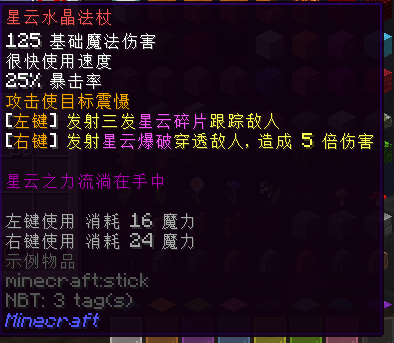 星云水晶法杖
125 基础魔法伤害
很快使用速度
25% 暴击率
攻击使目标震慑
[左键] 发射三发星云碎片跟踪敌人
[右键] 发射星云爆破穿透敌人, 造成 5 倍伤害
星云之力流淌在手中
左键使用 消耗 16 魔力
右键使用 消耗 24 魔力
示例物品
minecraft:stick
NBT: 3 tag(s)
Minecraft